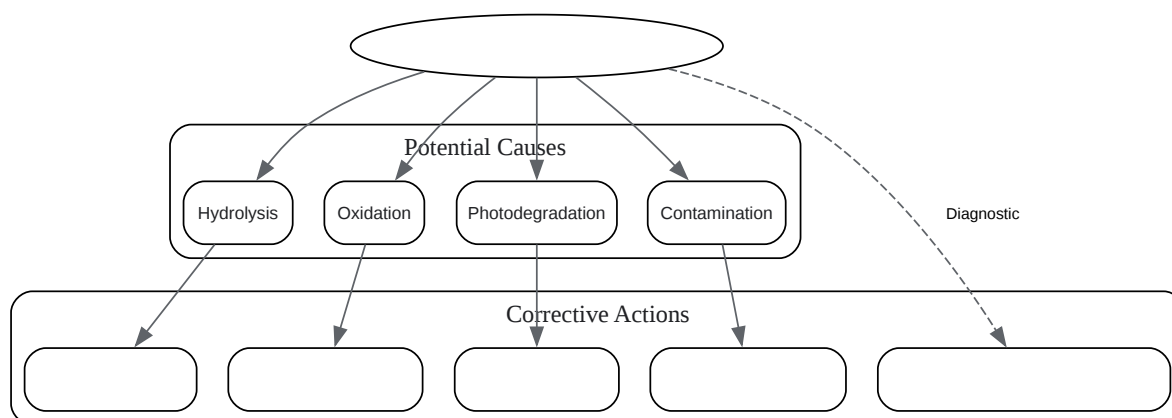 Potential Causes
Hydrolysis
Oxidation
Photodegradation
Contamination
Diagnostic
Corrective Actions